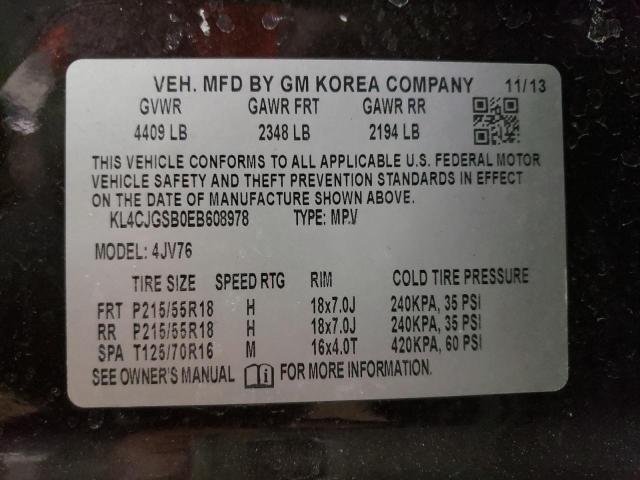 VEH. MFD BY GM KOREA COMPANY 11/13
GVWR GAWR FRT GAWR RR
4409 LB 2348 LB 2194 LB
THIS VEHICLE CONFORMS TO ALL APPLICABLE U.S. FEDERAL MOTOR
VEHICLE SAFETY AND THEFT PREVENTION STANDARDS IN EFFECT
ON THE DATE OF MANUFACTURE SHOWN ABOVE.
KL4CJGSB0EB608978 TYPE: M.P.V
MODEL: 4JV76
TIRE SIZE SPEED RTG RIM COLD TIRE PRESSURE
FRT P215/55R18 H 18x7.0J 240KPA, 35 PSI
RR P215/55R18 H 18x7.0J 240KPA, 35 PSI
SPA T125/70R16 M 16x4.0T 420KPA, 60 PSI
SEE OWNER'S MANUAL i FOR MORE INFORMATION.